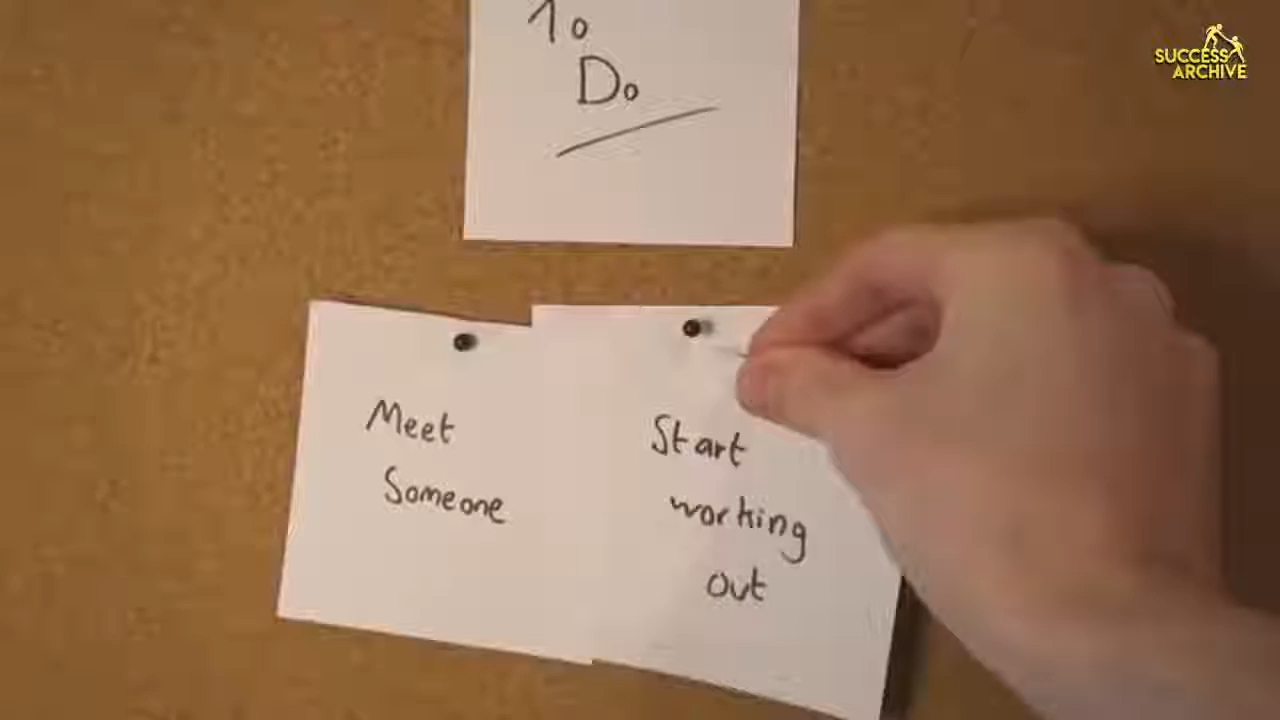 To
Do
SUCCESS
ARCHIVE
Meet
Someone
Start
working
out